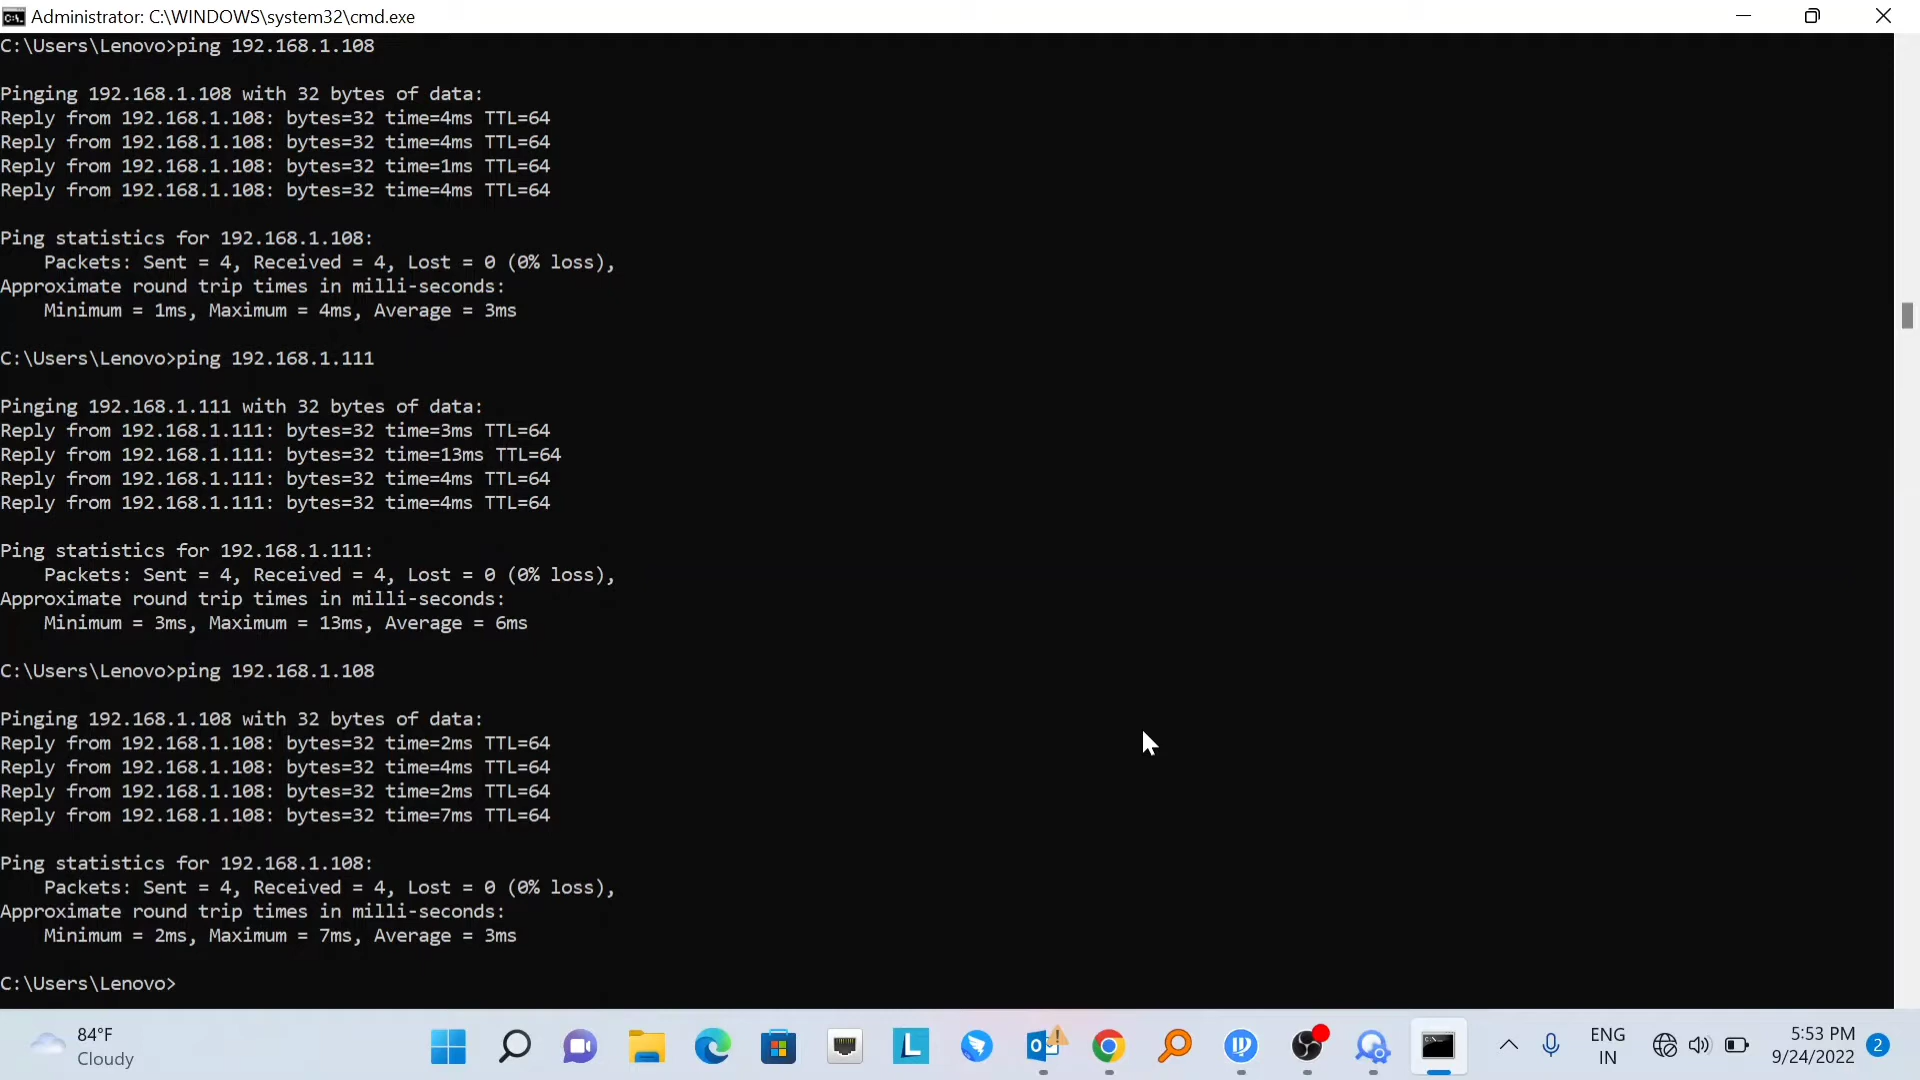 Administrator: C:\WINDOWS\system32\cmd.exe
C:\Users\Lenovo>ping 192.168.1.108
Pinging 192.168.1.108 with 32 bytes of data:
Reply from 192.168.1.108: bytes=32 time=4ms TTL=64
Reply from 192.168.1.108: bytes=32 time=4ms TTL=64
Reply from 192.168.1.108: bytes=32 time=1ms TTL=64
Reply from 192.168.1.108: bytes=32 time=4ms TTL=64
Ping statistics for 192.168.1.108:
Packets: Sent = 4, Received = 4, Lost = 0 (0% loss),
Approximate round trip times in milli-seconds:
Minimum = 1ms, Maximum = 4ms, Average = 3ms
C:\Users\Lenovo>ping 192.168.1.111
Pinging 192.168.1.111 with 32 bytes of data:
Reply from 192.168.1.111: bytes=32 time=3ms TTL=64
Reply from 192.168.1.111: bytes=32 time=13ms TTL=64
Reply from 192.168.1.111: bytes=32 time=4ms TTL=64
Reply from 192.168.1.111: bytes=32 time=4ms TTL=64
Ping statistics for 192.168.1.111:
Packets: Sent = 4, Received = 4, Lost = 0 (0% loss),
Approximate round trip times in milli-seconds:
Minimum = 3ms, Maximum = 13ms, Average = 6ms
C:\Users\Lenovo>ping 192.168.1.108
Pinging 192.168.1.108 with 32 bytes of data:
Reply from 192.168.1.108: bytes=32 time=2ms TTL=64
Reply from 192.168.1.108: bytes=32 time=4ms TTL=64
Reply from 192.168.1.108: bytes=32 time=2ms TTL=64
Reply from 192.168.1.108: bytes=32 time=7ms TTL=64
Ping statistics for 192.168.1.108:
Packets: Sent = 4, Received = 4, Lost = 0 (0% loss),
Approximate round trip times in milli-seconds:
Minimum = 2ms, Maximum = 7ms, Average = 3ms
C:\Users\Lenovo>
84°F
Cloudy
L
ENG
IN
5:53 PM
9/24/2022
2